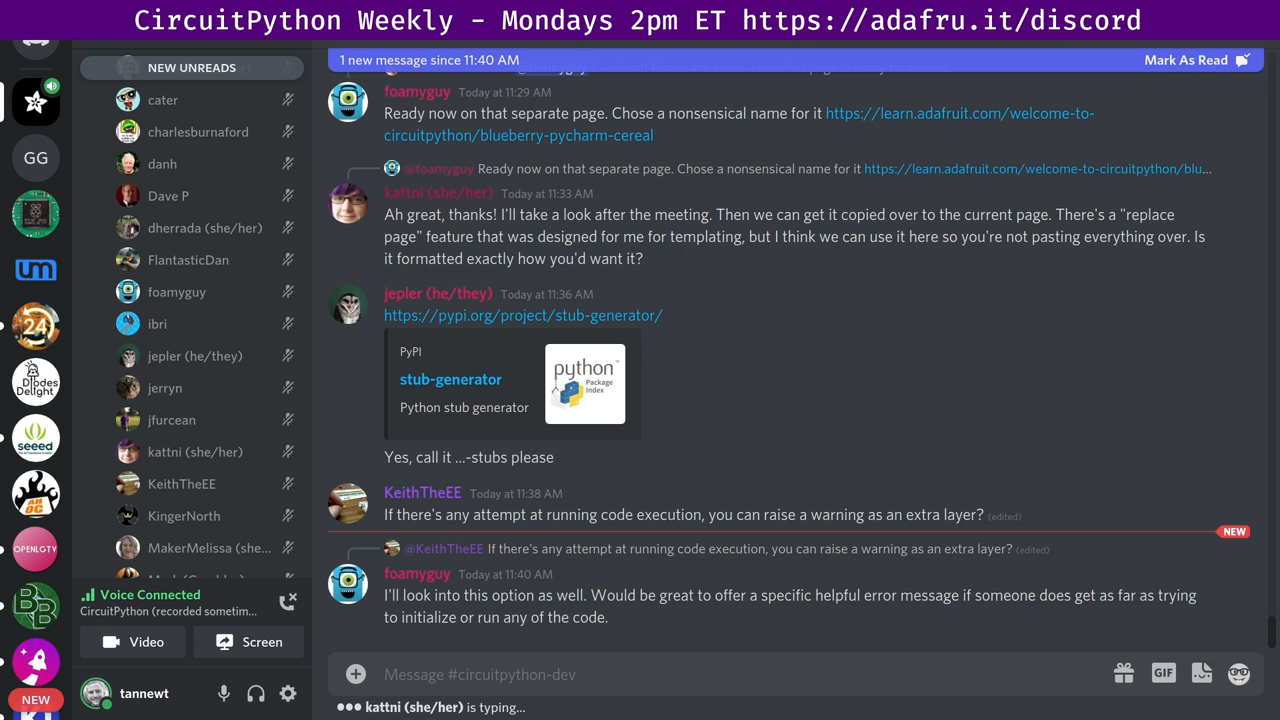 CircuitPython Weekly - Mondays 2pm ET https://adafru.it/discord
NEW UNREADS
cater
charlesburnaford
danh
Dave P
dherrada (she/her)
FlantasticDan
foamyguy
ibri
jepler (he/they)
jerryn
jfurcean
kattni (she/her)
KeithTheEE
KingerNorth
MakerMelissa (she...
Voice Connected
CircuitPython (recorded sometim...
Video
Screen
tannewt
GG
um
24
DiOdes
Delight
seeed
AHOC
OPENLGTV
BB
NEW
1 new message since 11:40 AM
Mark As Read
foamyguy Today at 11:29 AM
Ready now on that separate page. Chose a nonsensical name for it https://learn.adafruit.com/welcome-to-
circuitpython/blueberry-pycharm-cereal
@foamyguy Ready now on that separate page. Chose a nonsensical name for it https://learn.adafruit.com/welcome-to-circuitpython/blu...
kattni (she/her) Today at 11:33 AM
Ah great, thanks! I'll take a look after the meeting. Then we can get it copied over to the current page. There's a "replace
page" feature that was designed for me for templating, but I think we can use it here so you're not pasting everything over. Is
it formatted exactly how you'd want it?
jepler (he/they) Today at 11:36 AM
https://pypi.org/project/stub-generator/
PyPI
stub-generator
Python stub generator
python
Package
Index
Yes, call it ...-stubs please
KeithTheEE Today at 11:38 AM
If there's any attempt at running code execution, you can raise a warning as an extra layer? (edited)
NEW
@KeithTheEE If there's any attempt at running code execution, you can raise a warning as an extra layer? (edited)
foamyguy Today at 11:40 AM
I'll look into this option as well. Would be great to offer a specific helpful error message if someone does get as far as trying
to initialize or run any of the code.
Message #circuitpython-dev
GIF
kattni (she/her) is typing...